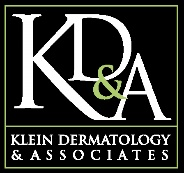 KD&A
KLEIN DERMATOLOGY
& ASSOCIATES